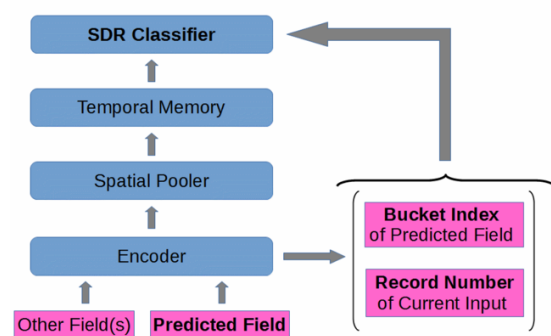 SDR Classifier
Temporal Memory
Spatial Pooler
Encoder
Other Field(s)
Predicted Field
Bucket Index
of Predicted Field
Record Number
of Current Input